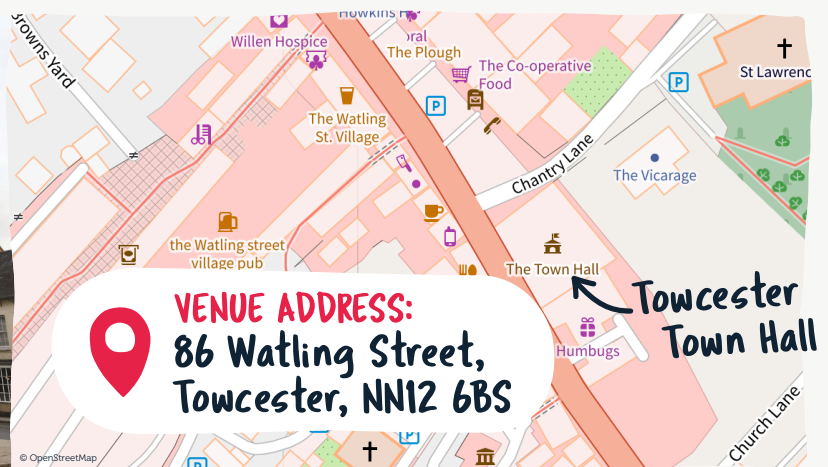 Howkins
Browns Yard
Willen Hospice
oral
The Plough
The Co-operative
Food
St Lawrenc
The Watling
St. Village
Chantry Lane
The Vicarage
the Watling street
village pub
The Town Hall
Towcester
Town Hall
VENUE ADDRESS:
86 Watling Street,
Towcester, NN12 6BS
Humbugs
Church Lane
P
P
P
P
© OpenStreetMap